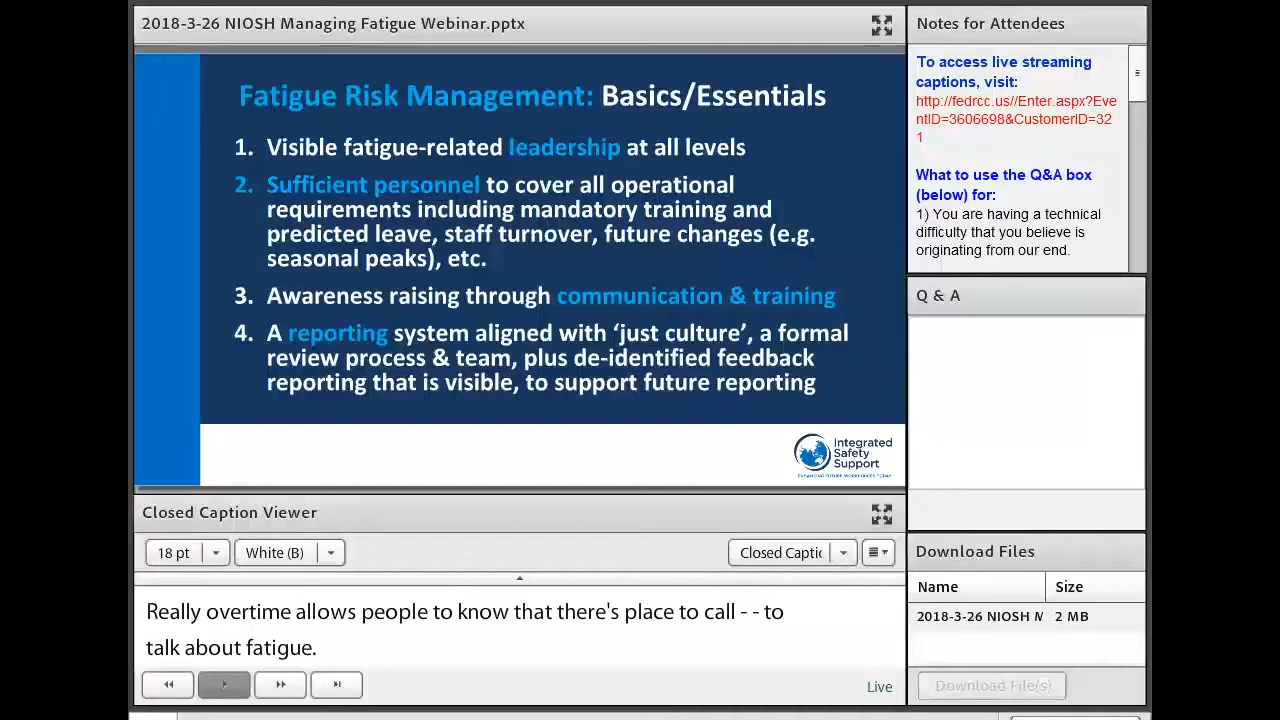 2018-3-26 NIOSH Managing Fatigue Webinar.pptx
Fatigue Risk Management: Basics/Essentials
1. Visible fatigue-related leadership at all levels
2. Sufficient personnel to cover all operational
requirements including mandatory training and
predicted leave, staff turnover, future changes (e.g.
seasonal peaks), etc.
3. Awareness raising through communication & training
4. A reporting system aligned with ‘just culture’, a formal
review process & team, plus de-identified feedback
reporting that is visible, to support future reporting
Integrated
Safety
Support
ENHANCING FUTURE WORKFORCES TODAY
Closed Caption Viewer
18 pt
White (B)
Closed Captic
Really overtime allows people to know that there's place to call - - to
talk about fatigue.
Live
Notes for Attendees
To access live streaming
captions, visit:
http://fedrcc.us//Enter.aspx?Eve
ntID=3606698&CustomerID=32
1
What to use the Q&A box
(below) for:
1) You are having a technical
difficulty that you believe is
originating from our end.
Q & A
Download Files
Name Size
2018-3-26 NIOSH M 2 MB
Download File(s)